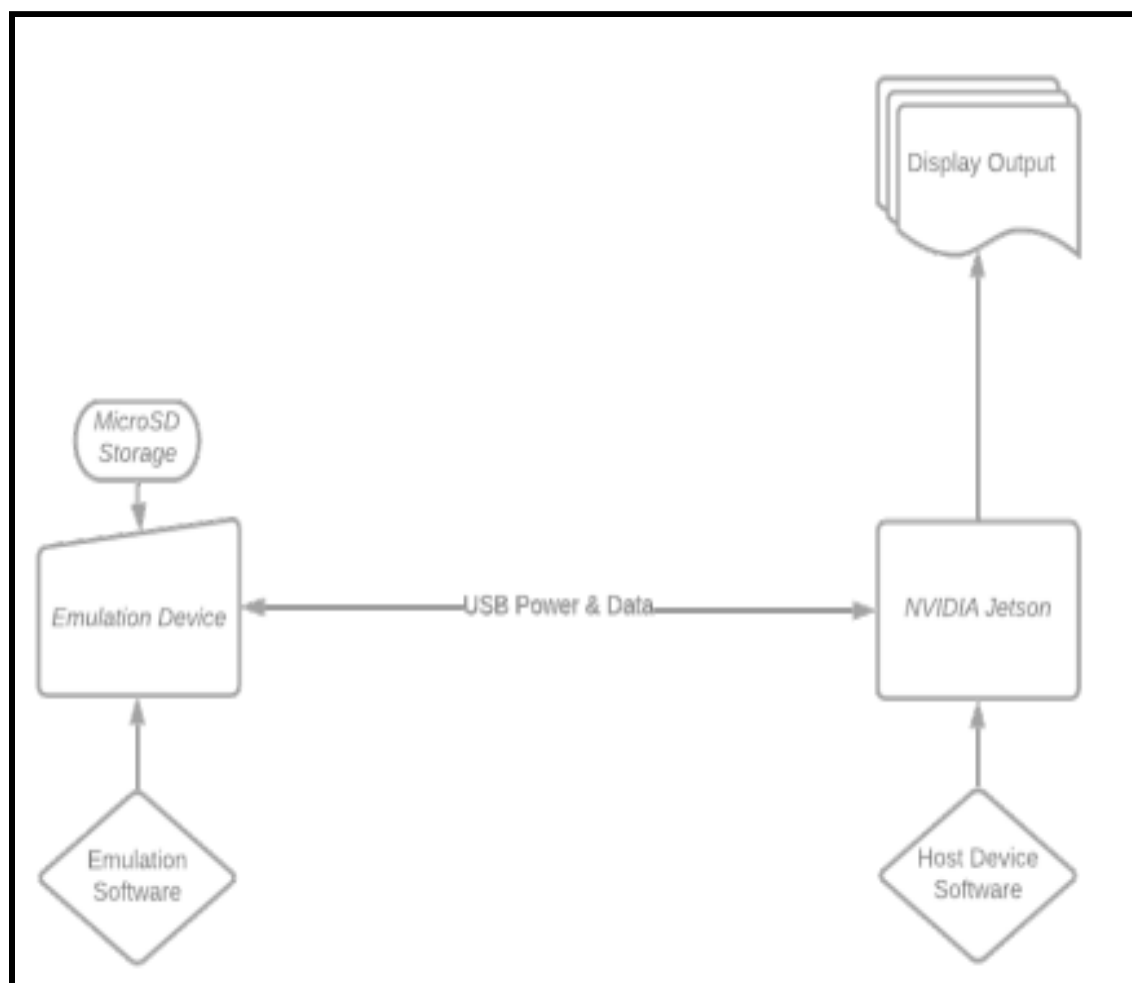 Display Output
MicroSD
Storage
Emulation Device
USB Power & Data
NVIDIA Jetson
Emulation
Software
Host Device
Software